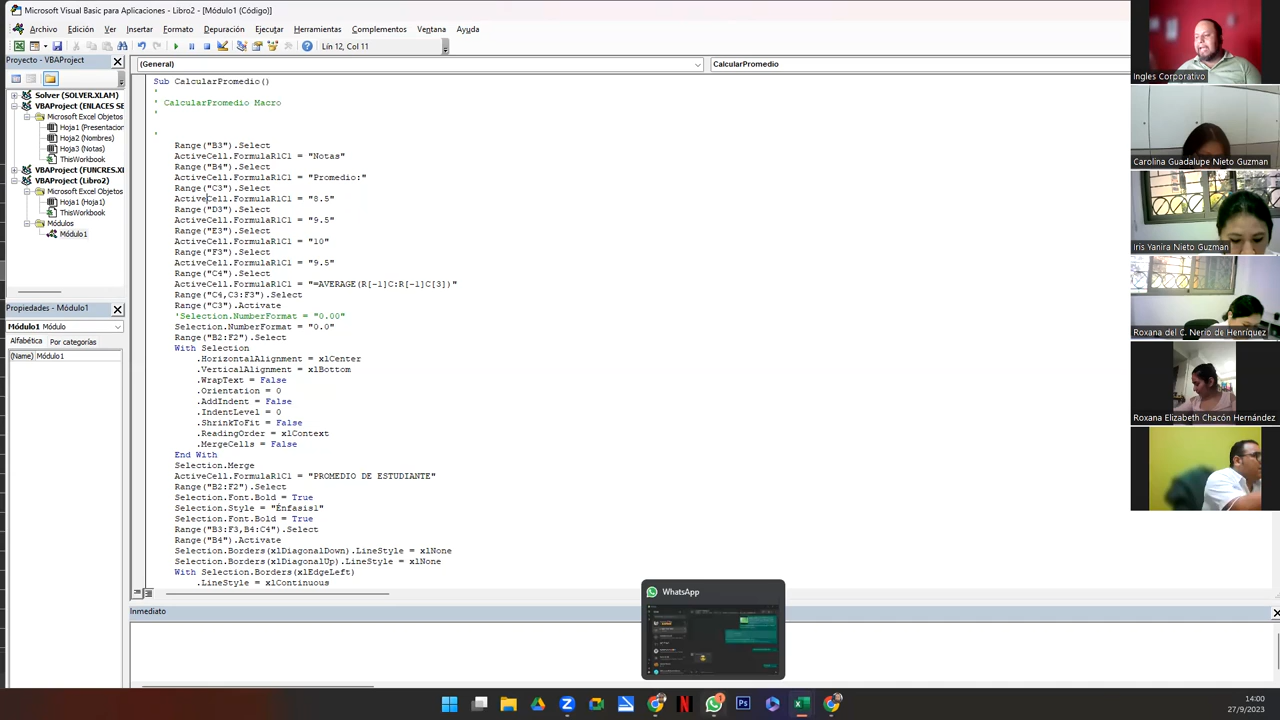 Microsoft Visual Basic para Aplicaciones - Libro2 - [Módulo1 (Código)]
Archivo Edición Ver Insertar Formato Depuración Ejecutar Herramientas Complementos Ventana Ayuda
Lín 12, Col 11
Proyecto - VBAProject
Solver (SOLVER.XLAM)
VBAProject (ENLACES SE
Microsoft Excel Objetos
Hoja1 (Presentacion
Hoja2 (Nombres)
Hoja3 (Notas)
ThisWorkbook
VBAProject (FUNCRES.XL
VBAProject (Libro2)
Microsoft Excel Objetos
Hoja1 (Hoja1)
ThisWorkbook
Módulos
Módulo1
Propiedades - Módulo1
Módulo1 Módulo
Alfabética Por categorías
(Name) Módulo1
(General)
CalcularPromedio
Sub CalcularPromedio()
'
' CalcularPromedio Macro
'
'
Range("B3").Select
ActiveCell.FormulaR1C1 = "Notas"
Range("B4").Select
ActiveCell.FormulaR1C1 = "Promedio:"
Range("C3").Select
ActiveCell.FormulaR1C1 = "8.5"
Range("D3").Select
ActiveCell.FormulaR1C1 = "9.5"
Range("E3").Select
ActiveCell.FormulaR1C1 = "10"
Range("F3").Select
ActiveCell.FormulaR1C1 = "9.5"
Range("C4").Select
ActiveCell.FormulaR1C1 = "=AVERAGE(R[-1]C:R[-1]C[3])"
Range("C4,C3:F3").Select
Range("C3").Activate
'Selection.NumberFormat = "0.00"
Selection.NumberFormat = "0.0"
Range("B2:F2").Select
With Selection
.HorizontalAlignment = xlCenter
.VerticalAlignment = xlBottom
.WrapText = False
.Orientation = 0
.AddIndent = False
.IndentLevel = 0
.ShrinkToFit = False
.ReadingOrder = xlContext
.MergeCells = False
End With
Selection.Merge
ActiveCell.FormulaR1C1 = "PROMEDIO DE ESTUDIANTE"
Range("B2:F2").Select
Selection.Font.Bold = True
Selection.Style = "Énfasis1"
Selection.Font.Bold = True
Range("B3:F3,B4:C4").Select
Range("B4").Activate
Selection.Borders(xlDiagonalDown).LineStyle = xlNone
Selection.Borders(xlDiagonalUp).LineStyle = xlNone
With Selection.Borders(xlEdgeLeft)
.LineStyle = xlContinuous
Inmediato
WhatsApp
Ingles Corporativo
Carolina Guadalupe Nieto Guzman
Iris Yanira Nieto Guzman
Roxana del C. Nerio de Henríquez
Roxana Elizabeth Chacón Hernández
14:00
27/9/2023